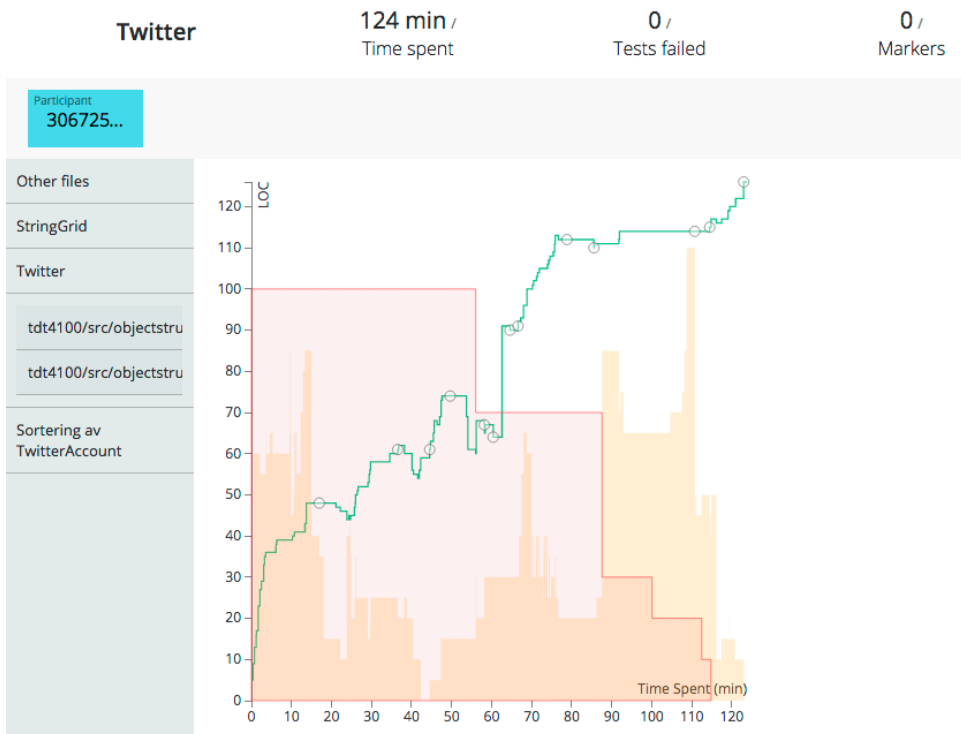 Twitter
124 min /
Time spent
0 /
Tests failed
0 /
Markers
Participant
306725...
Other files
StringGrid
Twitter
tdt4100/src/objectstru
tdt4100/src/objectstru
Sortering av
TwitterAccount
LOC
120
110
100
90
80
70
60
50
40
30
20
10
0
Time Spent (min)
0 10 20 30 40 50 60 70 80 90 100 110 120